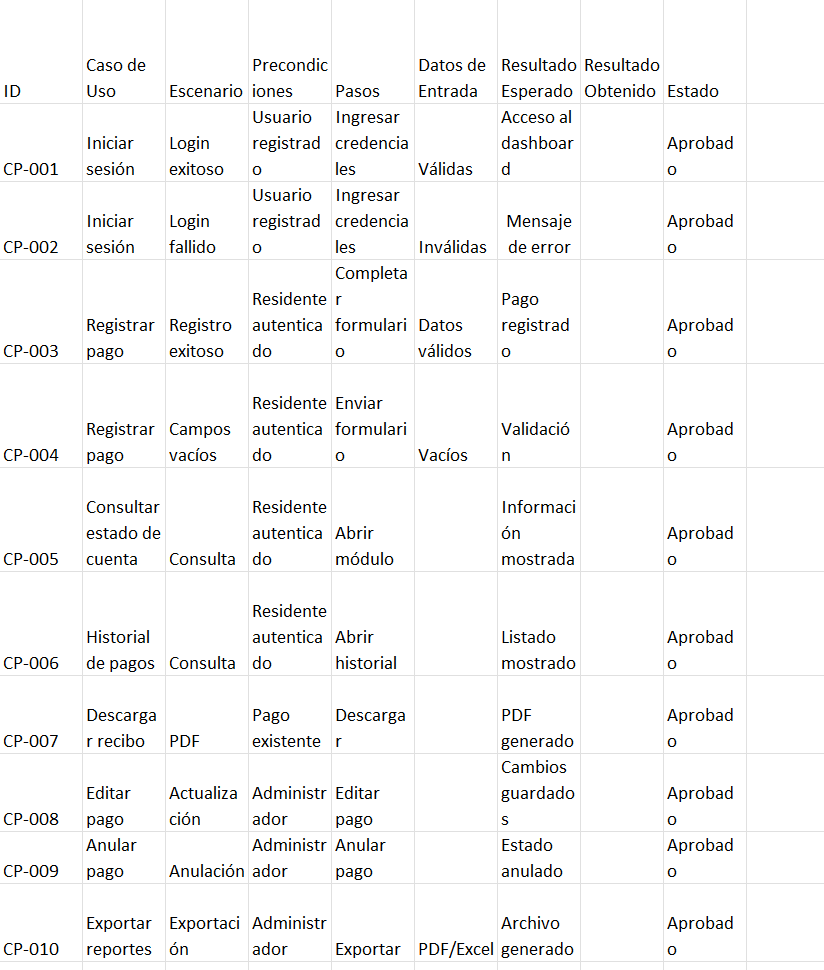 ID Caso de Uso Escenario Precondiciones Pasos Datos de Entrada Resultado Esperado Resultado Obtenido Estado
CP-001 Iniciar sesión Login exitoso Usuario registrado Ingresar credenciales Válidas Acceso al dashboard Aprobado
CP-002 Iniciar sesión Login fallido Usuario registrado Ingresar credenciales Inválidas Mensaje de error Aprobado
CP-003 Registrar pago Registro exitoso Residente autenticado Completar formulario Datos válidos Pago registrado Aprobado
CP-004 Registrar pago Campos vacíos Residente autenticado Enviar formulario Vacíos Validación Aprobado
CP-005 Consultar estado de cuenta Consulta Residente autenticado Abrir módulo Información mostrada Aprobado
CP-006 Historial de pagos Consulta Residente autenticado Abrir historial Listado mostrado Aprobado
CP-007 Descargar recibo PDF Pago existente Descargar PDF generado Aprobado
CP-008 Editar pago Actualización Administrador Editar pago Cambios guardados Aprobado
CP-009 Anular pago Anulación Administrador Anular pago Estado anulado Aprobado
CP-010 Exportar reportes Exportación Administrador Exportar PDF/Excel Archivo generado Aprobado